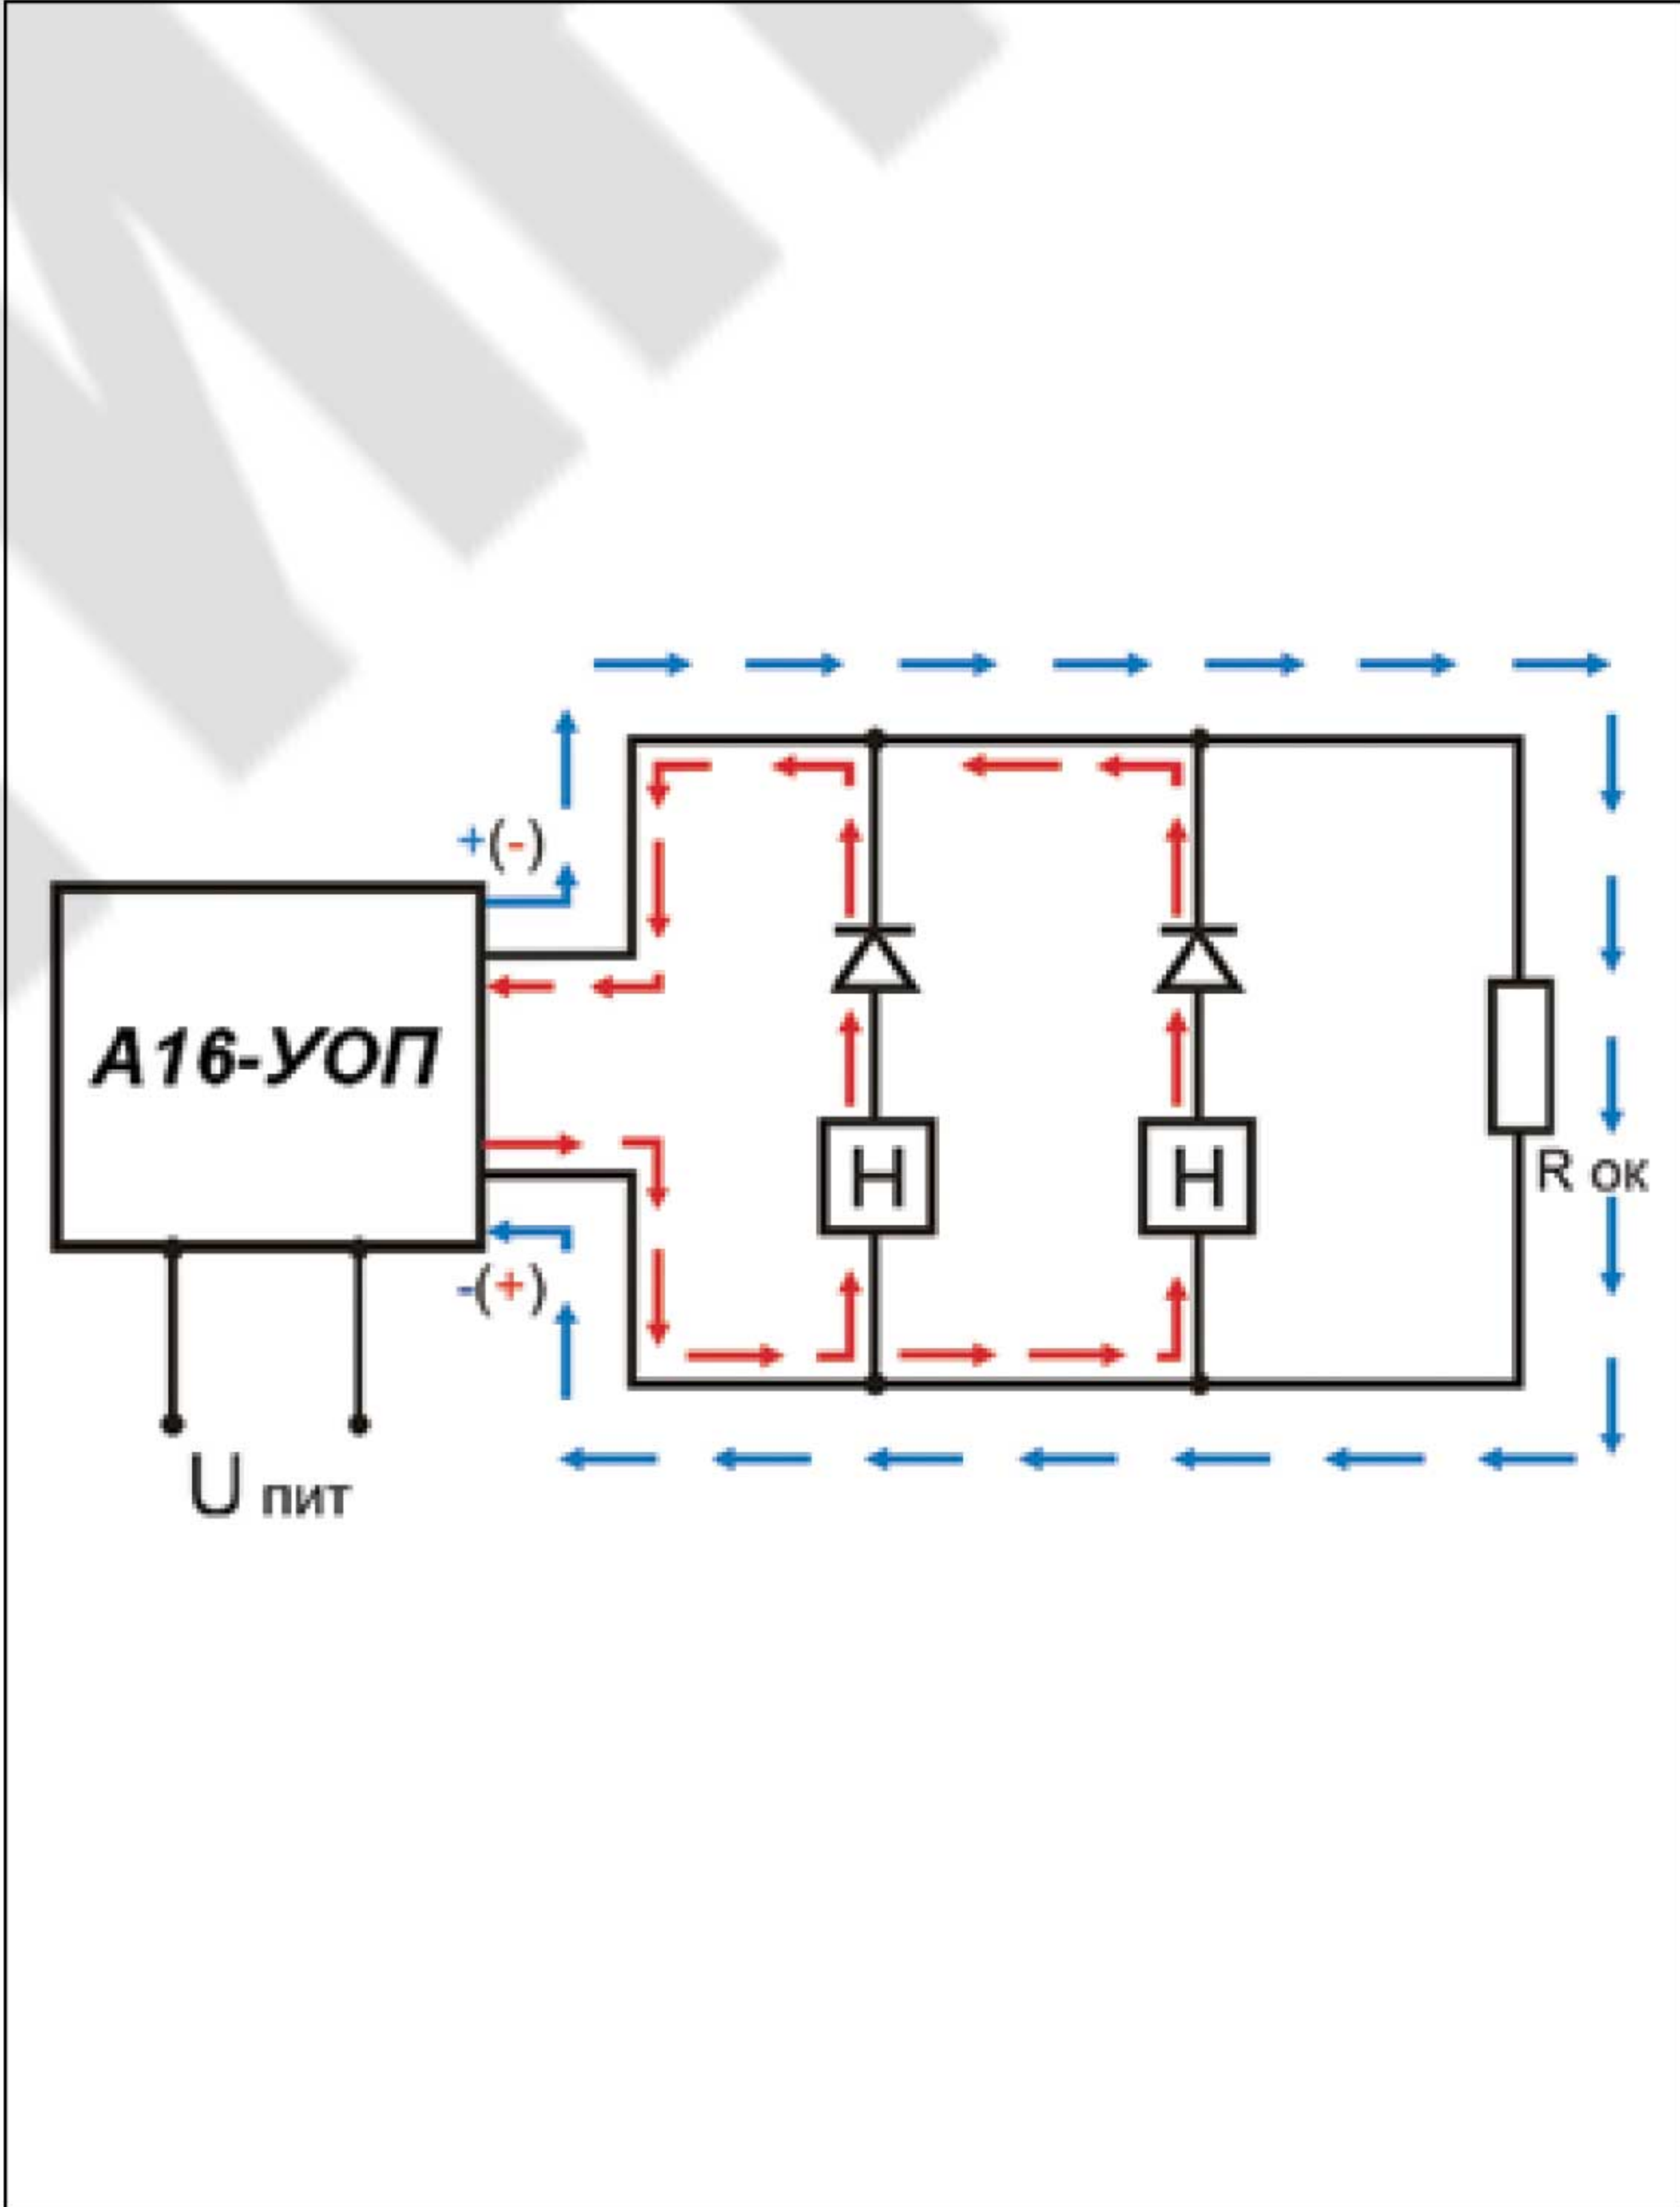 +(-)
А16-УОП
Н Н
R ок
-(+)
U пит